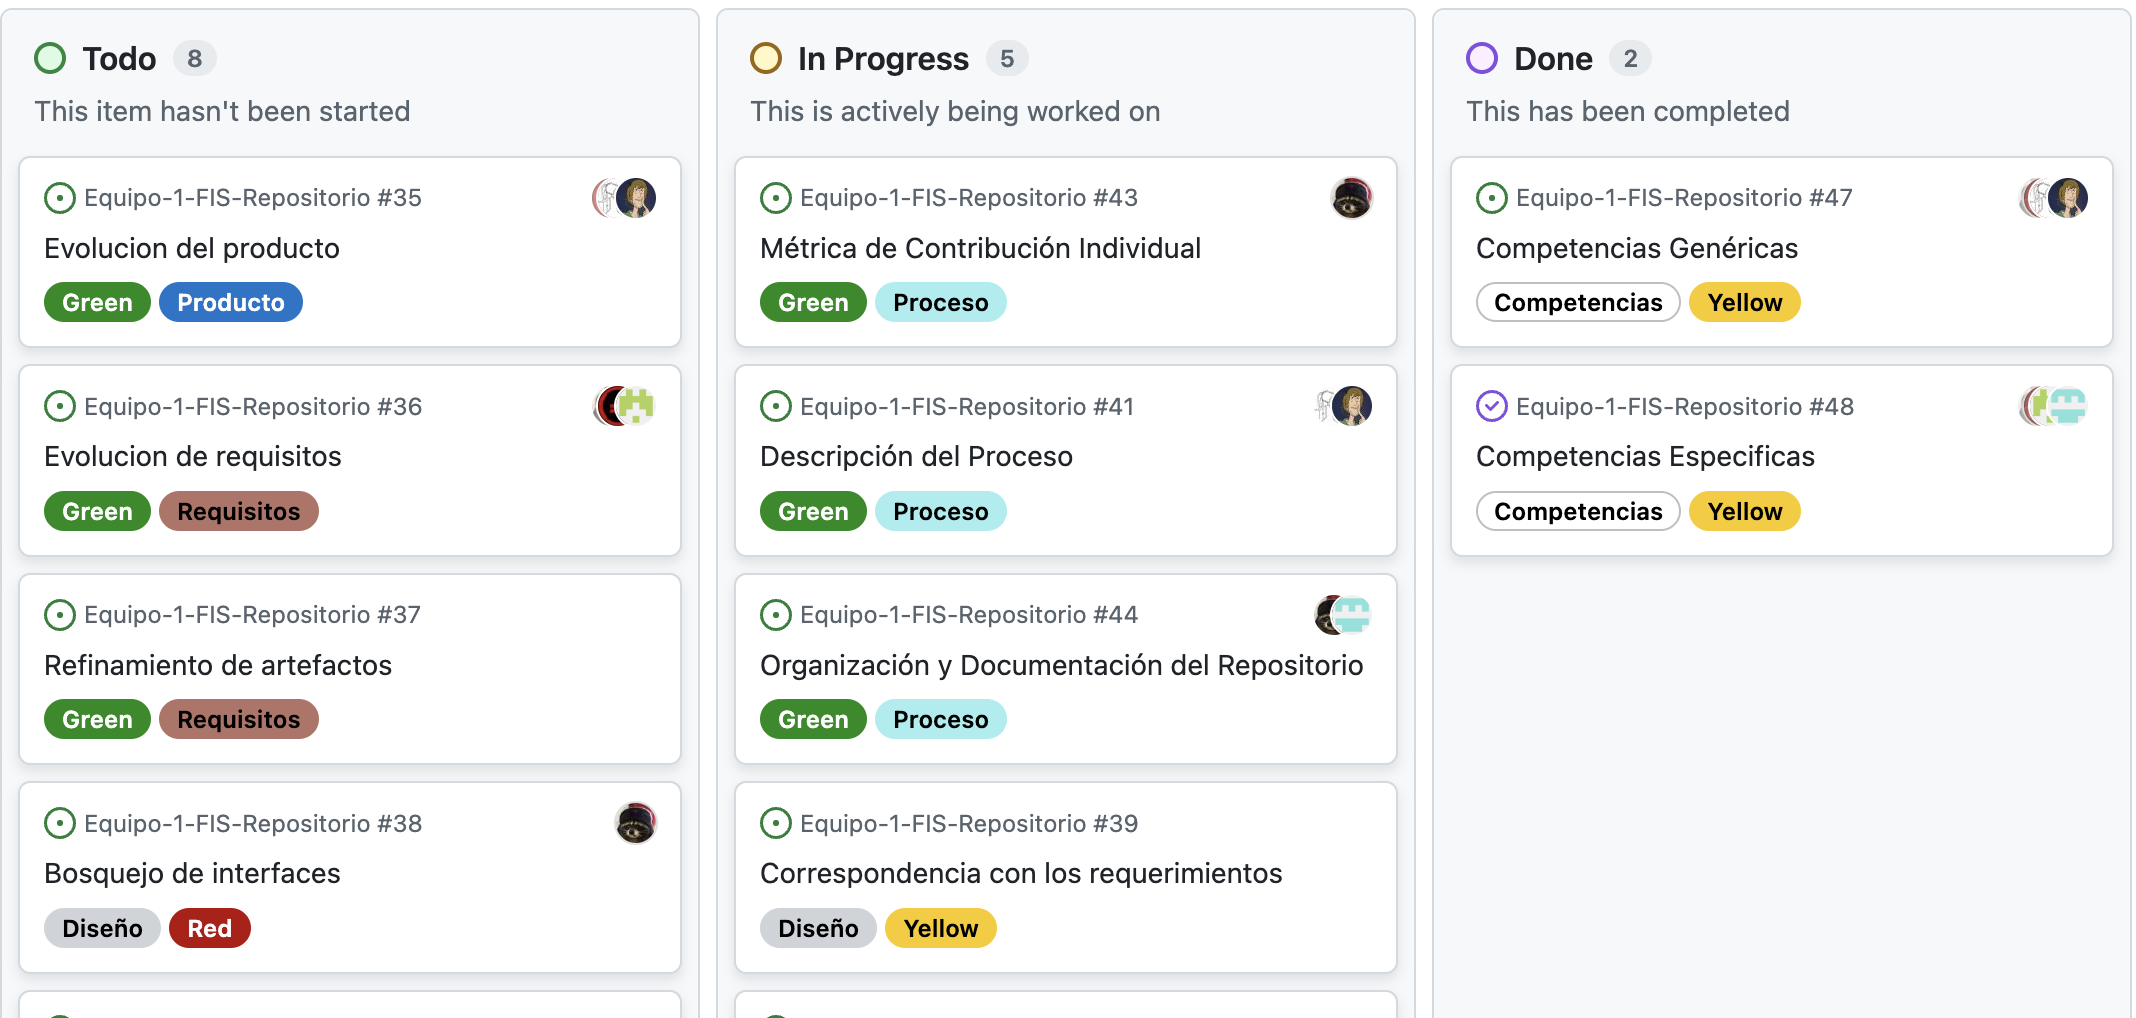 Todo 8
This item hasn't been started
Equipo-1-FIS-Repositorio #35
Evolucion del producto
Green Producto
Equipo-1-FIS-Repositorio #36
Evolucion de requisitos
Green Requisitos
Equipo-1-FIS-Repositorio #37
Refinamiento de artefactos
Green Requisitos
Equipo-1-FIS-Repositorio #38
Bosquejo de interfaces
Diseño Red
In Progress 5
This is actively being worked on
Equipo-1-FIS-Repositorio #43
Métrica de Contribución Individual
Green Proceso
Equipo-1-FIS-Repositorio #41
Descripción del Proceso
Green Proceso
Equipo-1-FIS-Repositorio #44
Organización y Documentación del Repositorio
Green Proceso
Equipo-1-FIS-Repositorio #39
Correspondencia con los requerimientos
Diseño Yellow
Done 2
This has been completed
Equipo-1-FIS-Repositorio #47
Competencias Genéricas
Competencias Yellow
Equipo-1-FIS-Repositorio #48
Competencias Especificas
Competencias Yellow